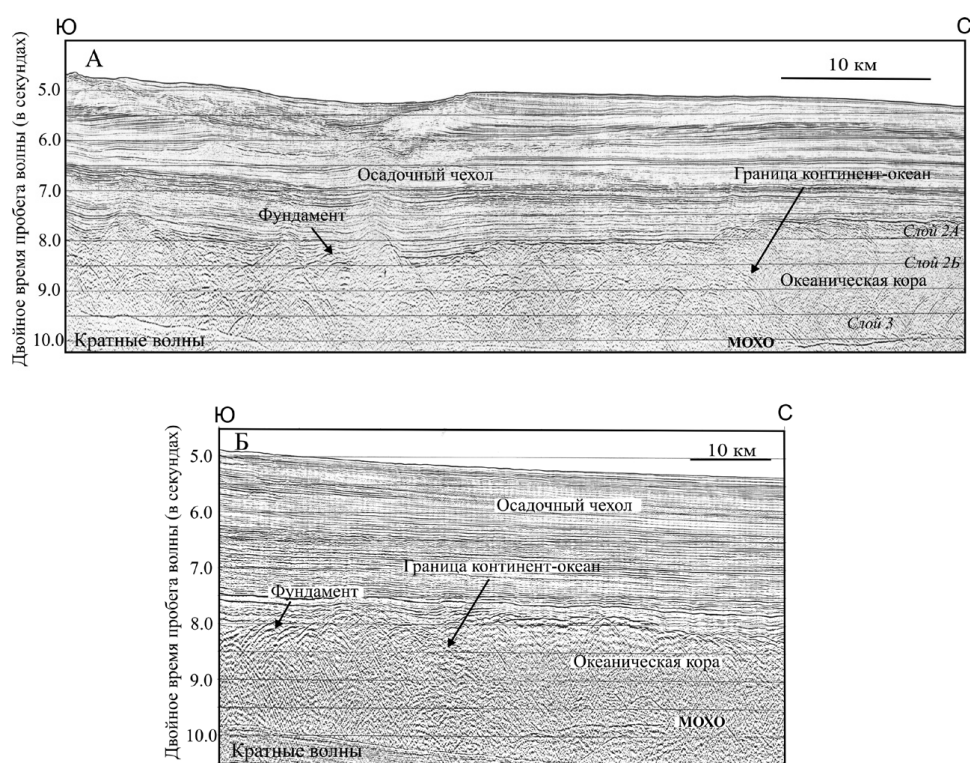 Ю С
Двойное время пробега волны (в секундах)
А
10 км
5.0
6.0
Осадочный чехол
Граница континент-океан
7.0
Фундамент
Слой 2А
8.0
Слой 2Б
Океаническая кора
9.0
Слой 3
10.0
Кратные волны
МОХО
Ю С
Двойное время пробега волны (в секундах)
Б
10 км
5.0
Осадочный чехол
6.0
Граница континент-океан
7.0
Фундамент
8.0
Океаническая кора
9.0
МОХО
10.0
Кратные волны